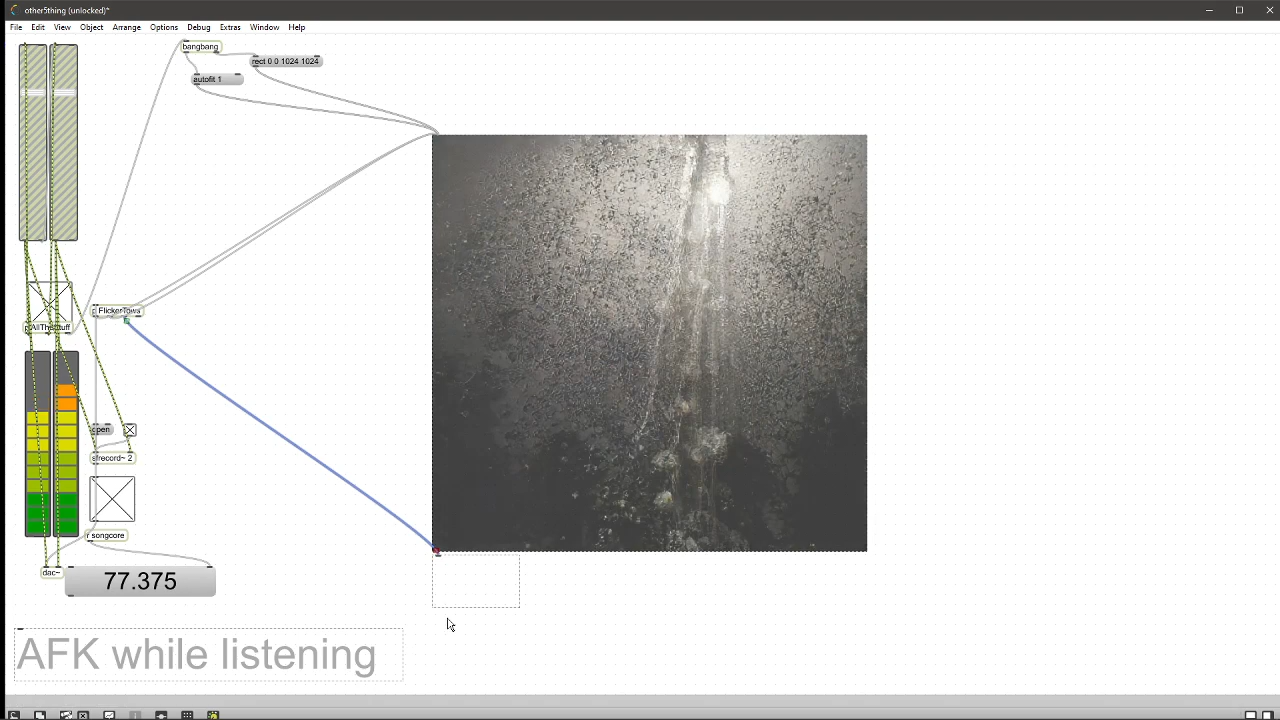 other5thing (unlocked)*
File Edit View Object Arrange Options Debug Extras Window Help
bangbang
rect 0 0 1024 1024
autofit 1
FlickerTowa
open
sfrecord~ 2
r songcore
dac~
77.375
AFK while listening